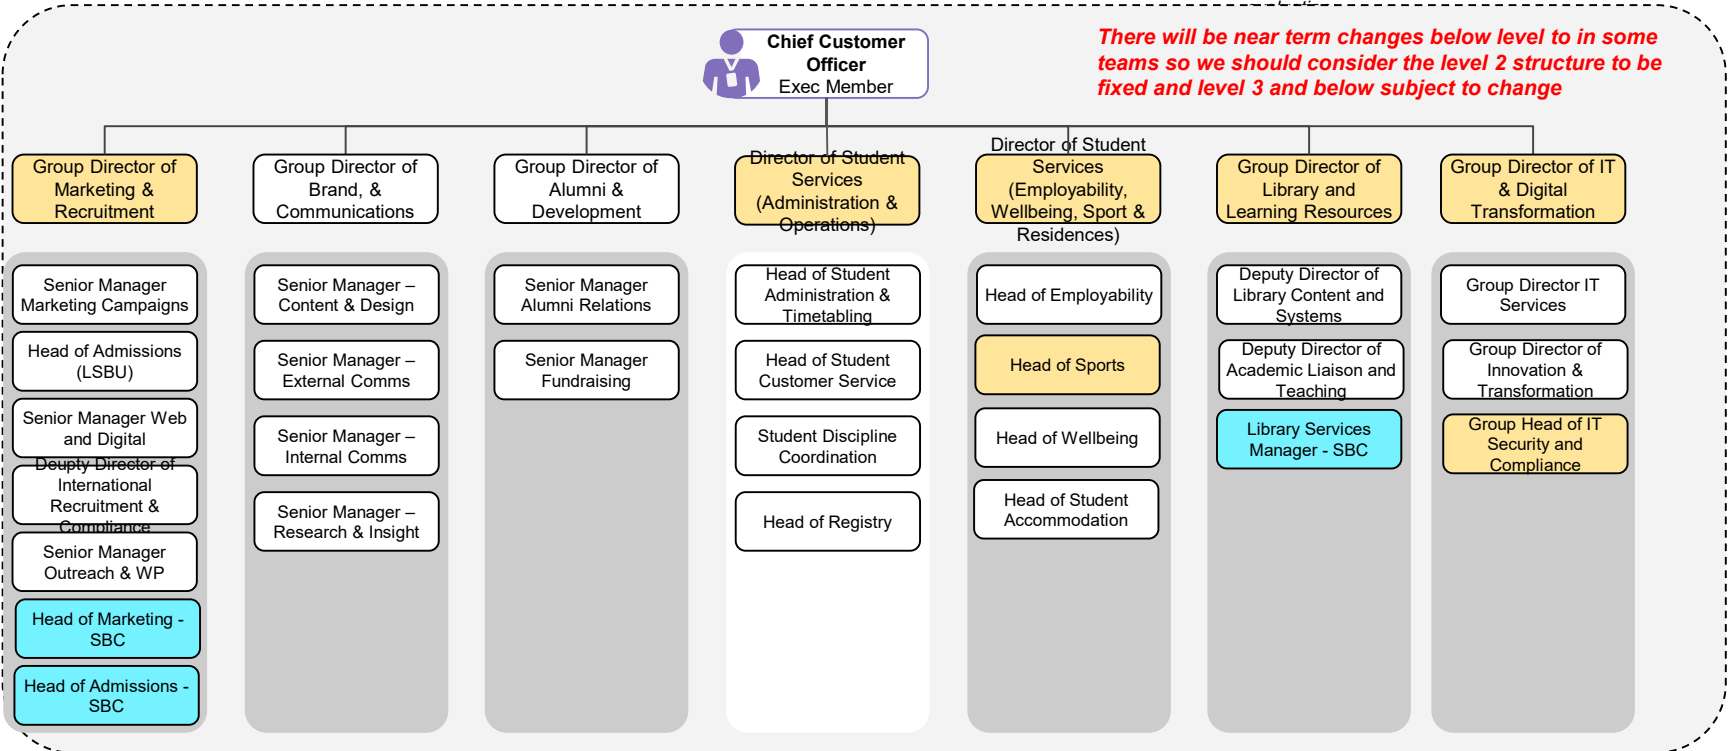 Chief Customer
Officer
Exec Member
There will be near term changes below level to in some
teams so we should consider the level 2 structure to be
fixed and level 3 and below subject to change
Group Director of
Marketing &
Recruitment
Group Director of
Brand, &
Communications
Group Director of
Alumni &
Development
Director of Student
Services
(Administration &
Operations)
Director of Student
Services
(Employability,
Wellbeing, Sport &
Residences)
Group Director of
Library and
Learning Resources
Group Director of IT
& Digital
Transformation
Senior Manager
Marketing Campaigns
Head of Admissions
(LSBU)
Senior Manager Web
and Digital
Deupty Director of
International
Recruitment &
Compliance
Senior Manager
Outreach & WP
Head of Marketing -
SBC
Head of Admissions -
SBC
Senior Manager –
Content & Design
Senior Manager –
External Comms
Senior Manager –
Internal Comms
Senior Manager –
Research & Insight
Senior Manager
Alumni Relations
Senior Manager
Fundraising
Head of Student
Administration &
Timetabling
Head of Student
Customer Service
Student Discipline
Coordination
Head of Registry
Head of Employability
Head of Sports
Head of Wellbeing
Head of Student
Accommodation
Deputy Director of
Library Content and
Systems
Deputy Director of
Academic Liaison and
Teaching
Library Services
Manager - SBC
Group Director IT
Services
Group Director of
Innovation &
Transformation
Group Head of IT
Security and
Compliance